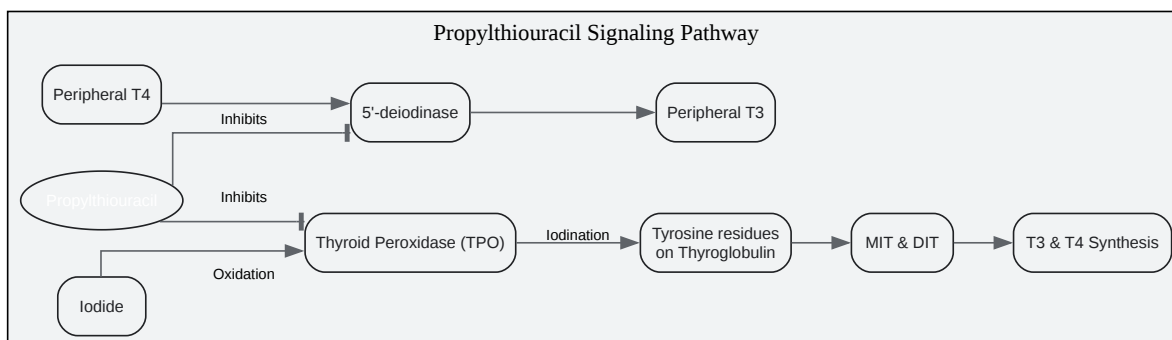 Propylthiouracil Signaling Pathway
Peripheral T4
5'-deiodinase
Peripheral T3
Inhibits
Propylthiouracil
Inhibits
Thyroid Peroxidase (TPO)
Iodination
Tyrosine residues
on Thyroglobulin
MIT & DIT
T3 & T4 Synthesis
Oxidation
Iodide